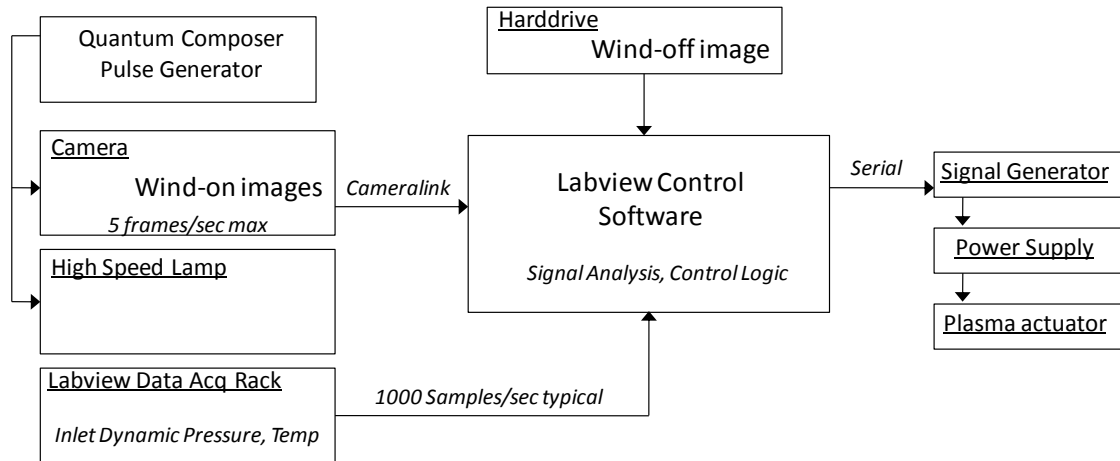 Quantum Composer
Pulse Generator
Harddrive
Wind-off image
Camera
Wind-on images
5 frames/sec max
Cameralink
Labview Control
Software
Signal Analysis, Control Logic
Serial
Signal Generator
Power Supply
Plasma actuator
High Speed Lamp
Labview Data Acq Rack
Inlet Dynamic Pressure, Temp
1000 Samples/sec typical